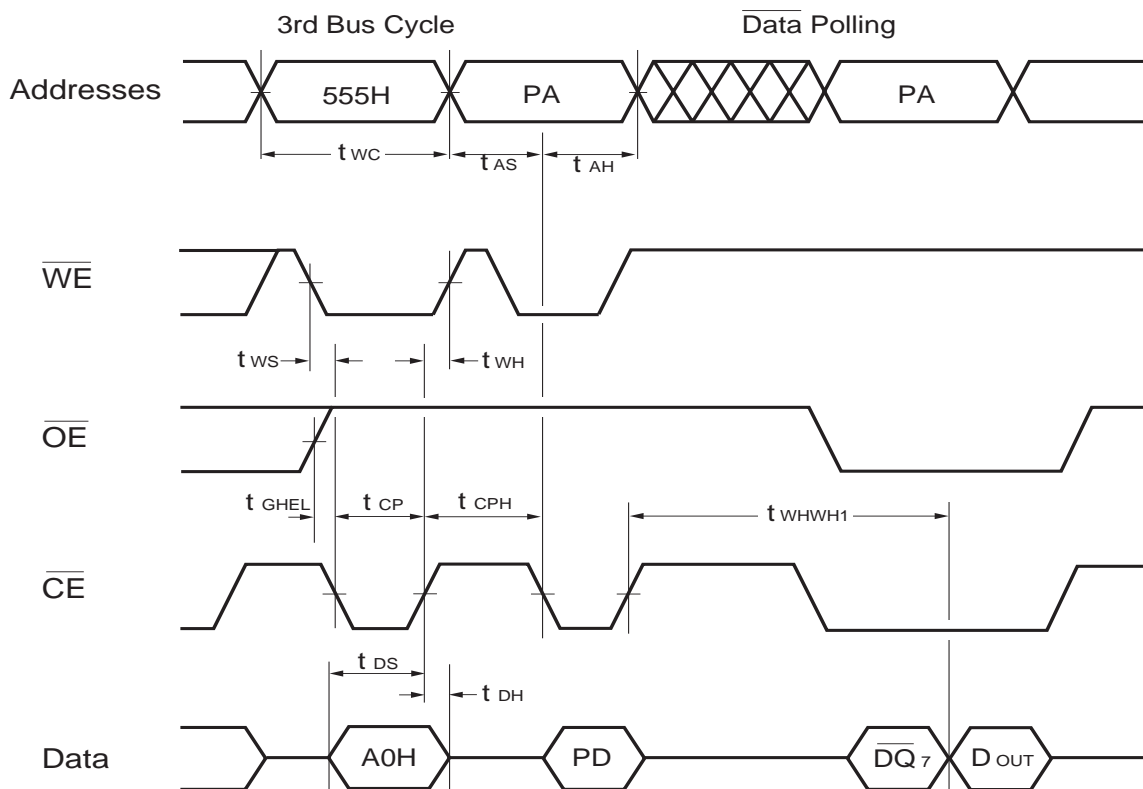 3rd Bus Cycle
Data Polling
Addresses
555H
PA
PA
t WC
t AS
t AH
WE
t WS
t WH
OE
t GHEL
t CP
t CPH
t WHWH1
CE
t DS
t DH
Data
A0H
PD
DQ 7
D OUT